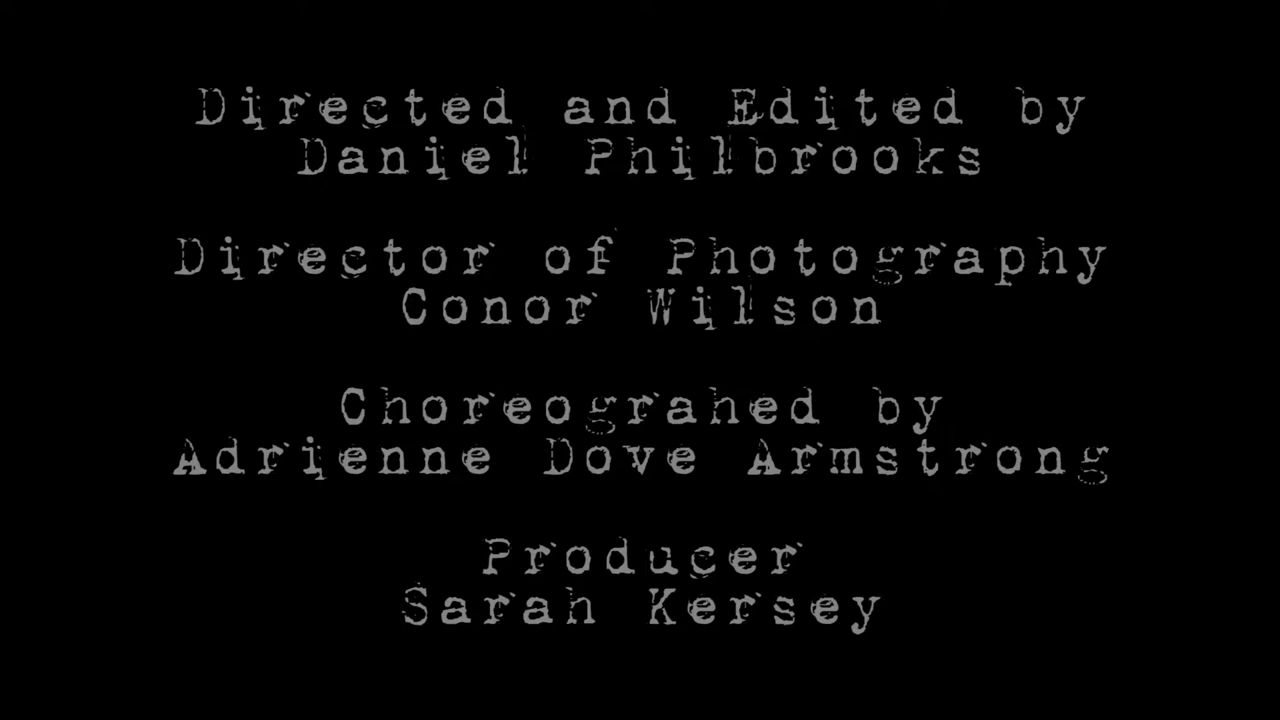 Directed and Edited by
Daniel Philbrooks
Director of Photography
Conor Wilson
Choreograhed by
Adrienne Dove Armstrong
Producer
Sarah Kersey